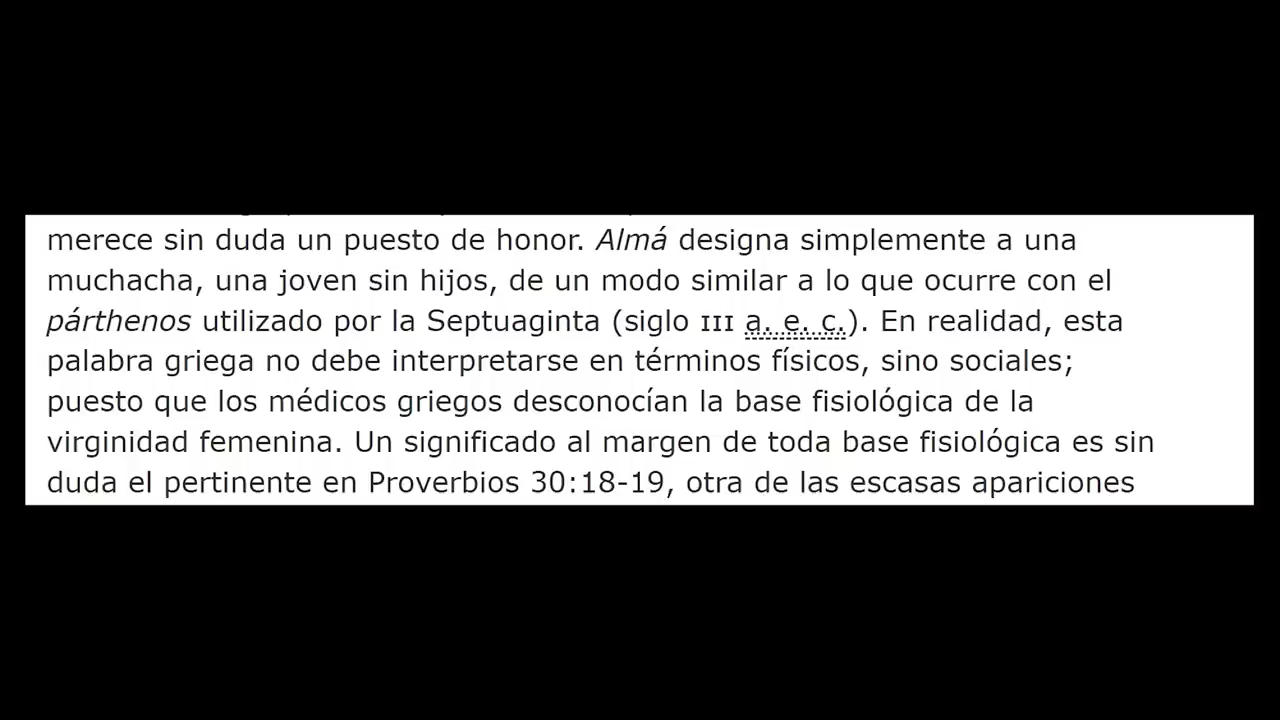 merece sin duda un puesto de honor. Almá designa simplemente a una
muchacha, una joven sin hijos, de un modo similar a lo que ocurre con el
párthenos utilizado por la Septuaginta (siglo III a. e. c.). En realidad, esta
palabra griega no debe interpretarse en términos físicos, sino sociales;
puesto que los médicos griegos desconocían la base fisiológica de la
virginidad femenina. Un significado al margen de toda base fisiológica es sin
duda el pertinente en Proverbios 30:18-19, otra de las escasas apariciones